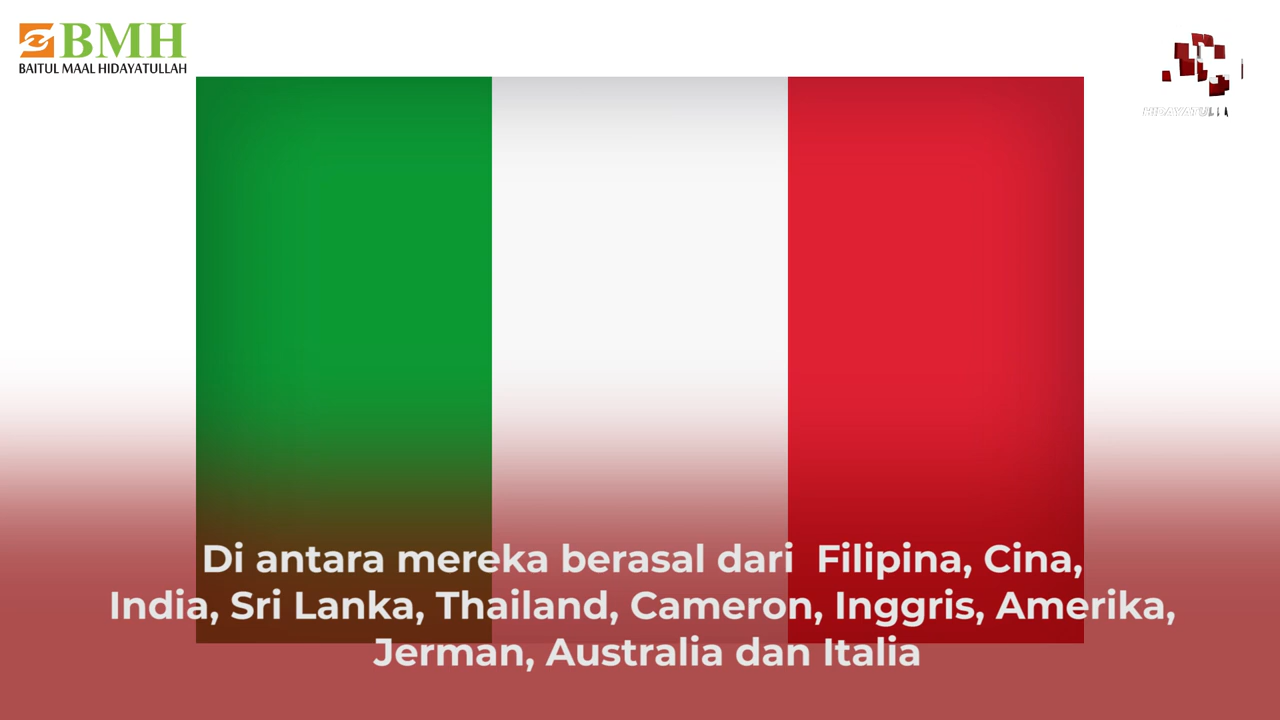 BMH
BAITUL MAAL HIDAYATULLAH
Di antara mereka berasal dari Filipina, Cina,
India, Sri Lanka, Thailand, Cameron, Inggris, Amerika,
Jerman, Australia dan Italia